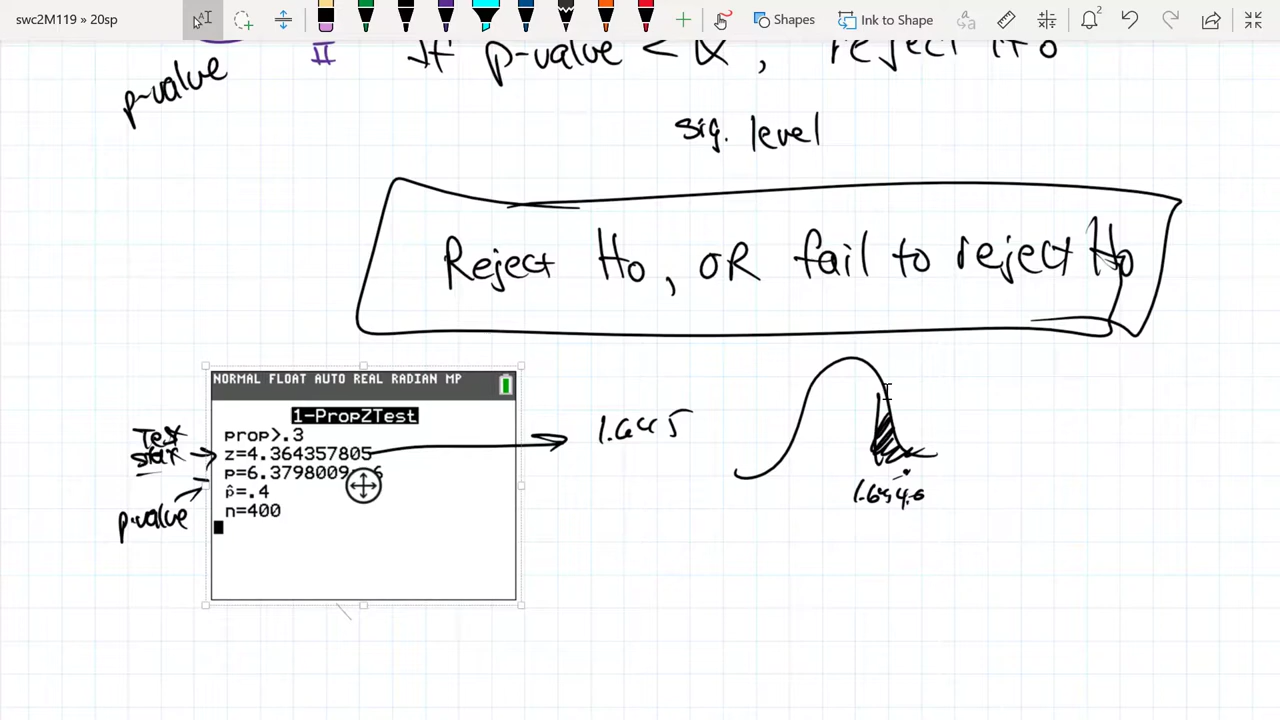 swc2M119 » 20sp
Shapes
Ink to Shape
2
If p-value < α, reject Ho
II
p-value
sig. level
Reject Ho, OR fail to reject Ho
NORMAL FLOAT AUTO REAL RADIAN MP
1-PropZTest
prop>.3
z=4.364357805
p=6.3798009 6
p̂=.4
n=400
Test
stat
p-value
1.645